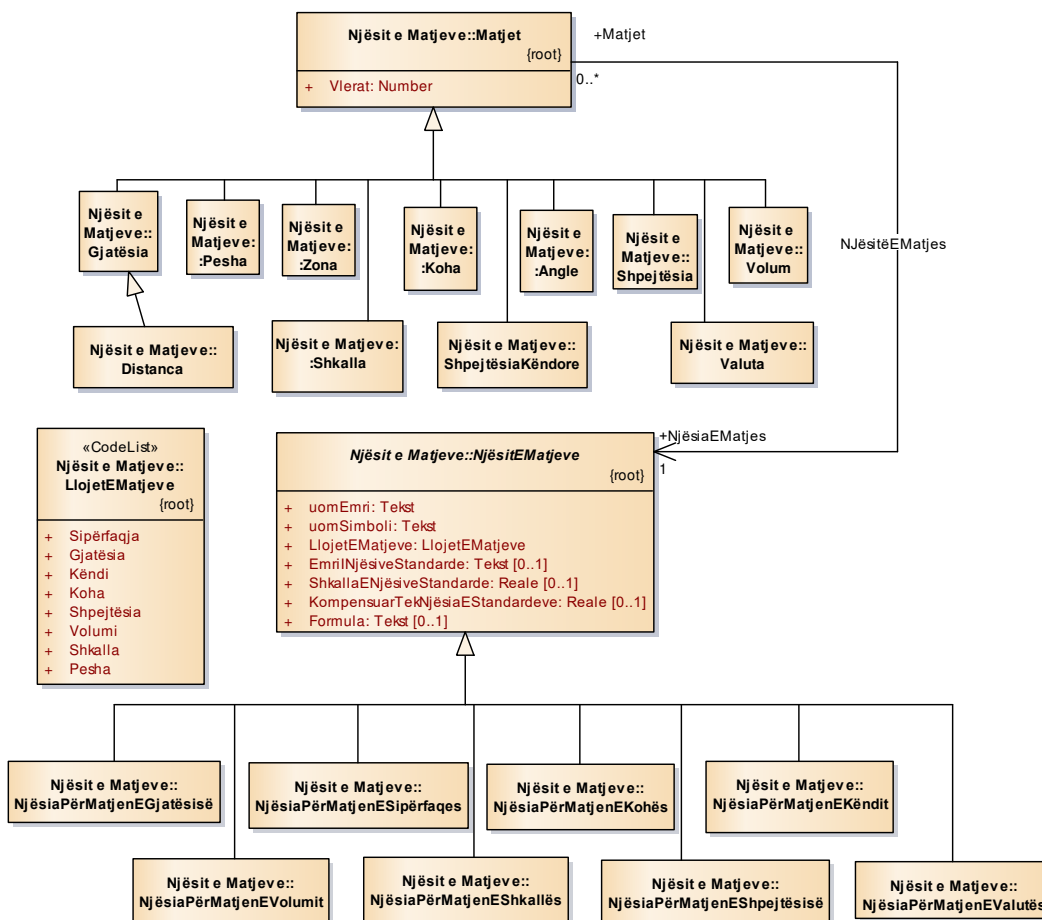 Njësit e Matjeve::Matjet
{root}
+ Vlerat: Number
+Matjet
0..*
Njësit e
Matjeve::
Gjatësia
Njësit e
Matjeve:
:Pesha
Njësit e
Matjeve:
:Zona
Njësit e
Matjeve:
:Koha
Njësit e
Matjeve:
:Angle
Njësit e
Matjeve::
Shpejtësia
Njësit e
Matjeve::
Volum
NJësitëEMatjes
Njësit e Matjeve::
Distanca
Njësit e Matjeve:
:Shkalla
Njësit e Matjeve::
ShpejtësiaKëndore
Njësit e Matjeve::
Valuta
«CodeList»
Njësit e Matjeve::
LlojetEMatjeve
{root}
+ Sipërfaqja
+ Gjatësia
+ Këndi
+ Koha
+ Shpejtësia
+ Volumi
+ Shkalla
+ Pesha
Njësit e Matjeve::NjësitEMatjeve
{root}
+ uomEmri: Tekst
+ uomSimboli: Tekst
+ LlojetEMatjeve: LlojetEMatjeve
+ EmriINjësiveStandarde: Tekst [0..1]
+ ShkallaENjësiveStandarde: Reale [0..1]
+ KompensuarTekNjësiaEStandardeve: Reale [0..1]
+ Formula: Tekst [0..1]
+NjësiaEMatjes
1
Njësit e Matjeve::
NjësiaPërMatjenEGjatësisë
Njësit e Matjeve::
NjësiaPërMatjenESipërfaqes
Njësit e Matjeve::
NjësiaPërMatjenEKohës
Njësit e Matjeve::
NjësiaPërMatjenEKëndit
Njësit e Matjeve::
NjësiaPërMatjenEVolumit
Njësit e Matjeve::
NjësiaPërMatjenEShkallës
Njësit e Matjeve::
NjësiaPërMatjenEShpejtësisë
Njësit e Matjeve::
NjësiaPërMatjenEValutës